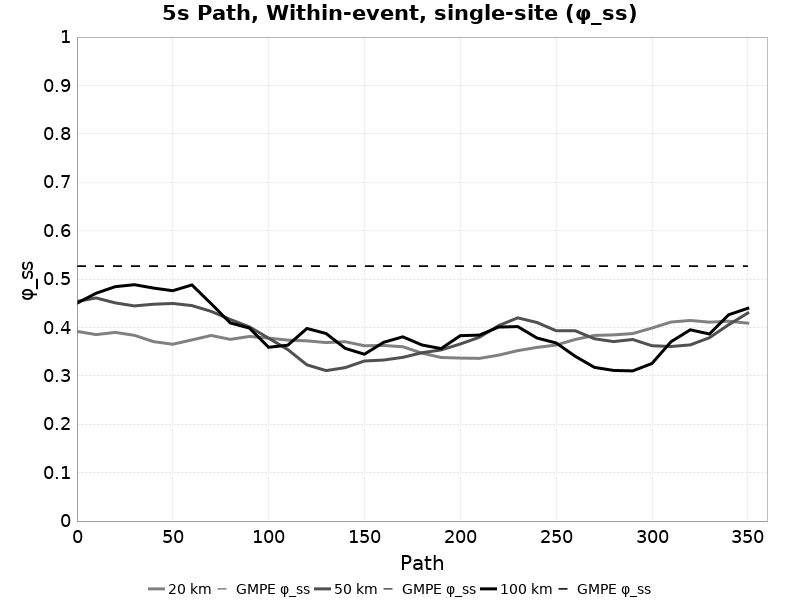 5s Path, Within-event, single-site (φ_ss)
1
0.9
0.8
0.7
0.6
0.5
0.4
0.3
0.2
0.1
0
φ_ss
0 50 100 150 200 250 300 350
Path
20 km GMPE φ_ss 50 km GMPE φ_ss 100 km GMPE φ_ss